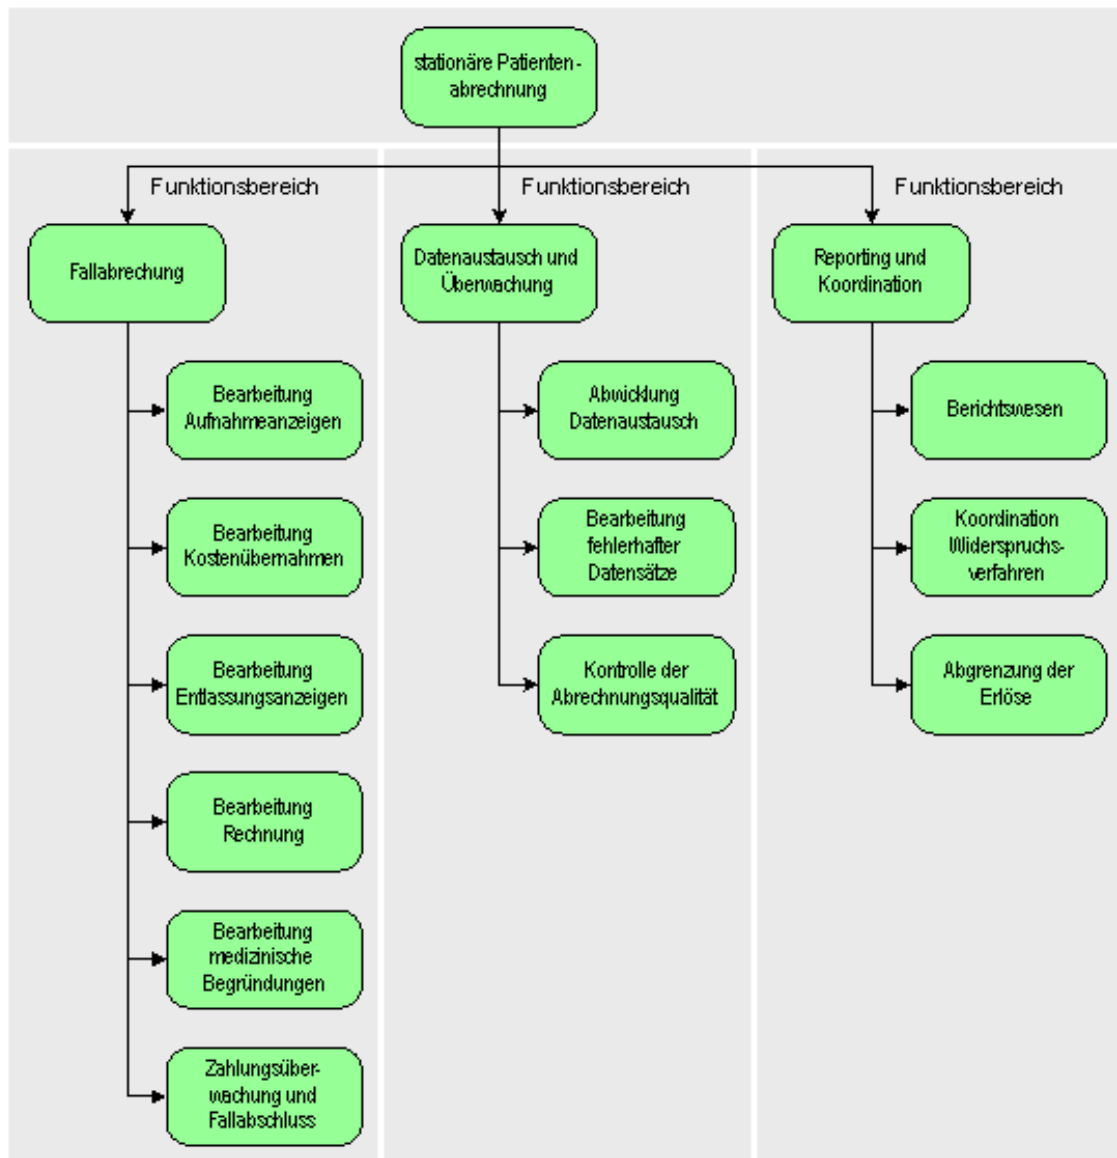 stationäre Patienten-
abrechnung
Funktionsbereich
Fallabrechung
Bearbeitung
Aufnahmeanzeigen
Bearbeitung
Kostenübernahmen
Bearbeitung
Entlassungsanzeigen
Bearbeitung
Rechnung
Bearbeitung
medizinische
Begründungen
Zahlungsüber-
wachung und
Fallabschluss
Funktionsbereich
Datenaustausch und
Überwachung
Abwicklung
Datenaustausch
Bearbeitung
fehlerhafter
Datensätze
Kontrolle der
Abrechnungsqualität
Funktionsbereich
Reporting und
Koordination
Berichtswesen
Koordination
Widerspruchs-
verfahren
Abgrenzung der
Erlöse